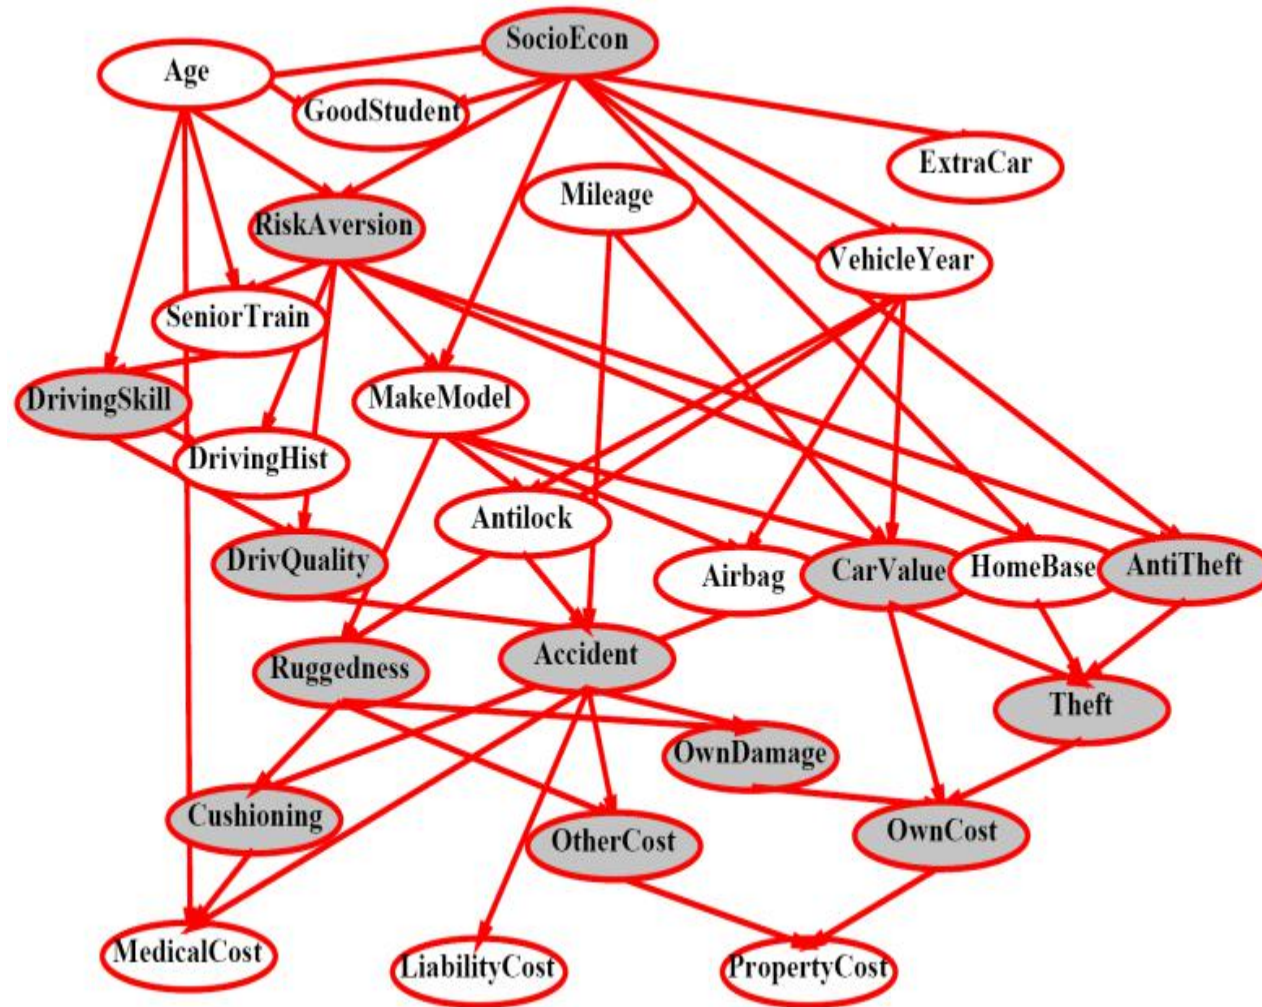 SocioEcon
Age
GoodStudent
ExtraCar
Mileage
RiskAversion
VehicleYear
SeniorTrain
DrivingSkill
MakeModel
DrivingHist
Antilock
DrivQuality
Airbag
CarValue
HomeBase
AntiTheft
Ruggedness
Accident
Theft
OwnDamage
Cushioning
OtherCost
OwnCost
MedicalCost
LiabilityCost
PropertyCost